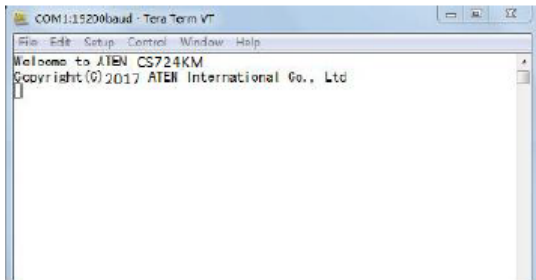 COM1:19200baud - Tera Term VT
File Edit Setup Control Window Help
Welcome to ATEN CS724KM
Copyright(C)2017 ATEN International Co., Ltd